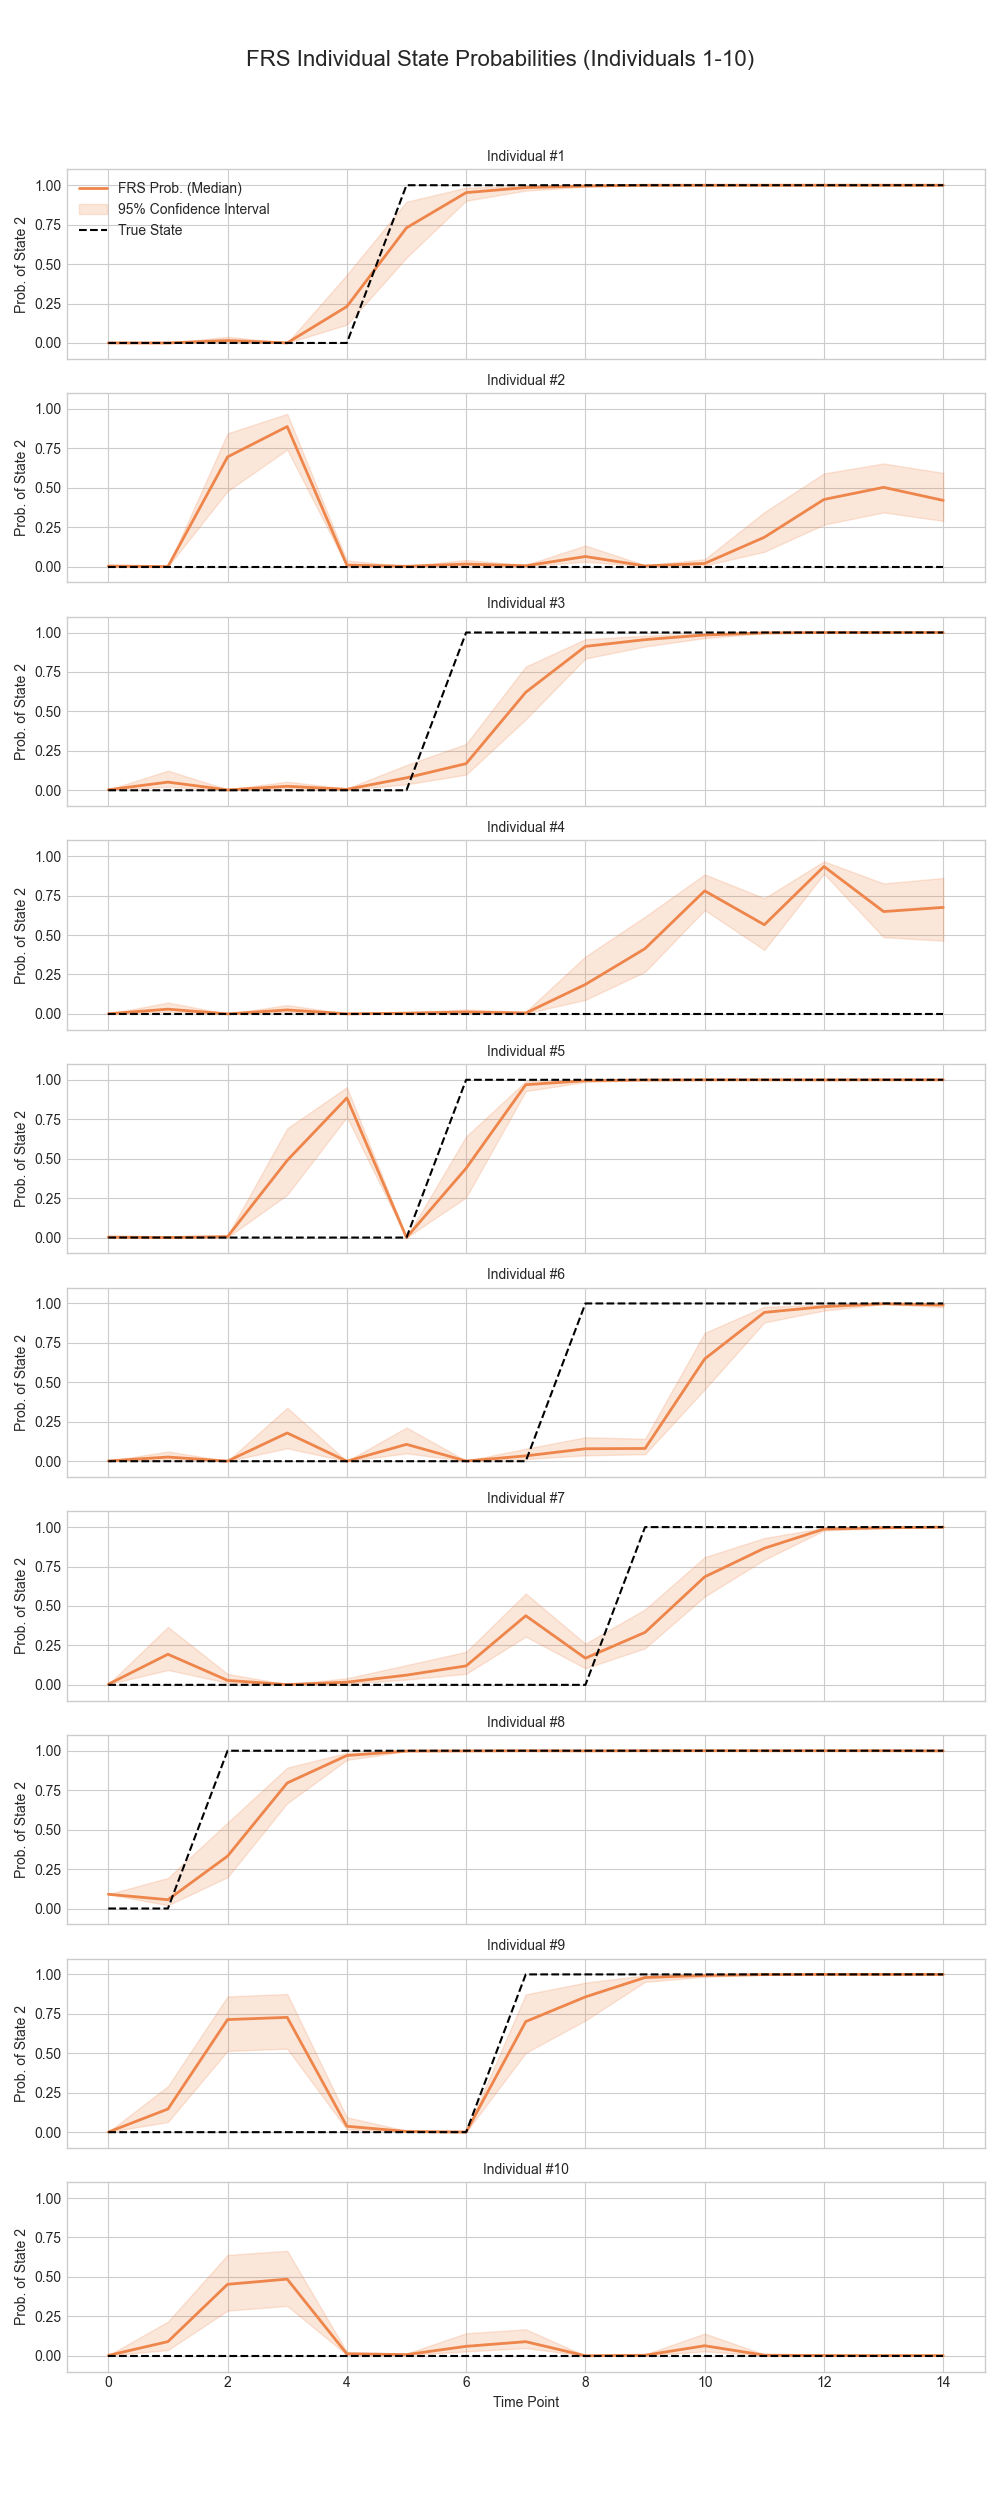 FRS Individual State Probabilities (Individuals 1-10)
Individual #1
FRS Prob. (Median)
95% Confidence Interval
True State
1.00
0.75
0.50
0.25
0.00
Prob. of State 2
Individual #2
1.00
0.75
0.50
0.25
0.00
Prob. of State 2
Individual #3
1.00
0.75
0.50
0.25
0.00
Prob. of State 2
Individual #4
1.00
0.75
0.50
0.25
0.00
Prob. of State 2
Individual #5
1.00
0.75
0.50
0.25
0.00
Prob. of State 2
Individual #6
1.00
0.75
0.50
0.25
0.00
Prob. of State 2
Individual #7
1.00
0.75
0.50
0.25
0.00
Prob. of State 2
Individual #8
1.00
0.75
0.50
0.25
0.00
Prob. of State 2
Individual #9
1.00
0.75
0.50
0.25
0.00
Prob. of State 2
Individual #10
1.00
0.75
0.50
0.25
0.00
Prob. of State 2
0 2 4 6 8 10 12 14
Time Point